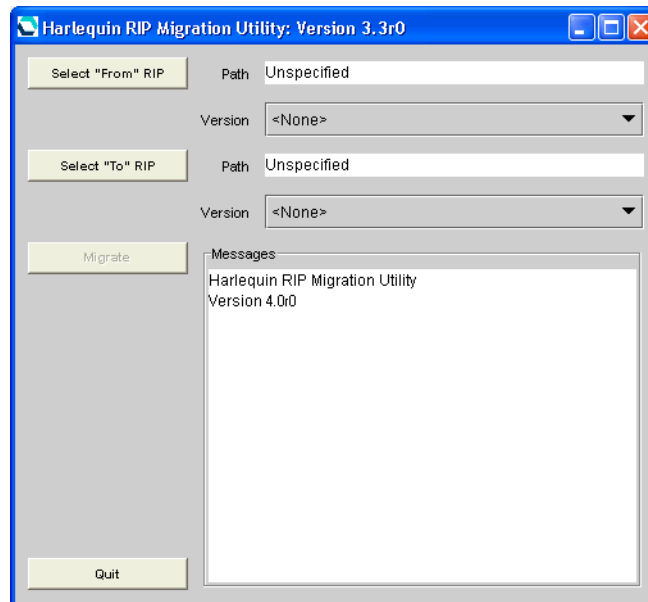 Harlequin RIP Migration Utility: Version 3.3r0
Select "From" RIP
Path
Unspecified
Version
<None>
Select "To" RIP
Path
Unspecified
Version
<None>
Migrate
Messages
Harlequin RIP Migration Utility
Version 4.0r0
Quit